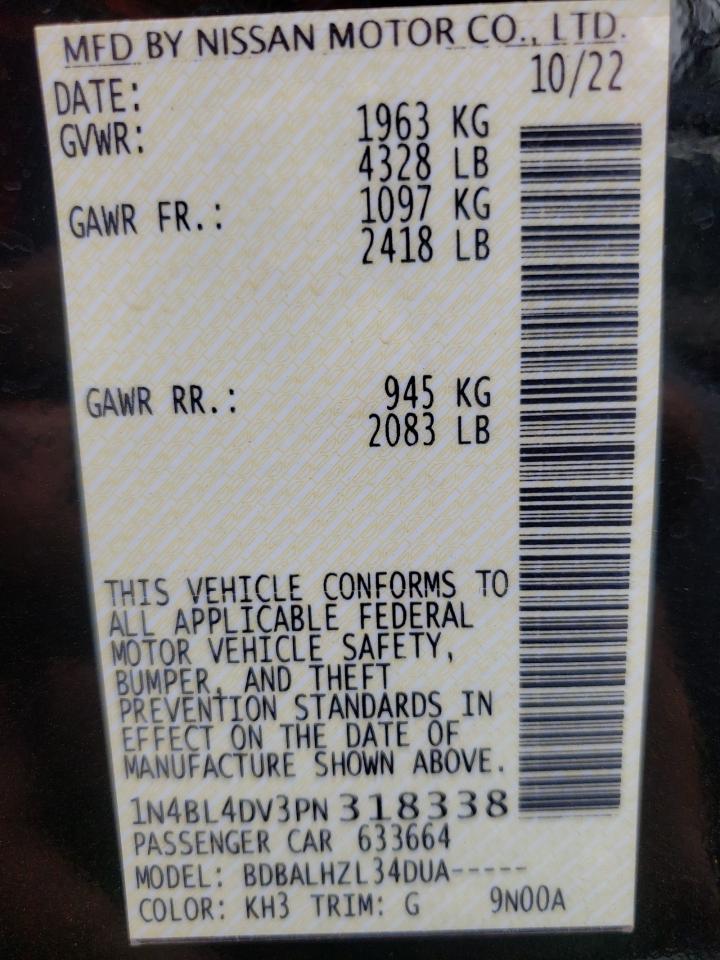 MFD BY NISSAN MOTOR CO., LTD.
DATE: 10/22
GVWR: 1963 KG
4328 LB
GAWR FR.: 1097 KG
2418 LB
GAWR RR.: 945 KG
2083 LB
THIS VEHICLE CONFORMS TO
ALL APPLICABLE FEDERAL
MOTOR VEHICLE SAFETY,
BUMPER, AND THEFT
PREVENTION STANDARDS IN
EFFECT ON THE DATE OF
MANUFACTURE SHOWN ABOVE.
1N4BL4DV3PN 318338
PASSENGER CAR 633664
MODEL: BDBALHZL34DUA-----
COLOR: KH3 TRIM: G 9N00A